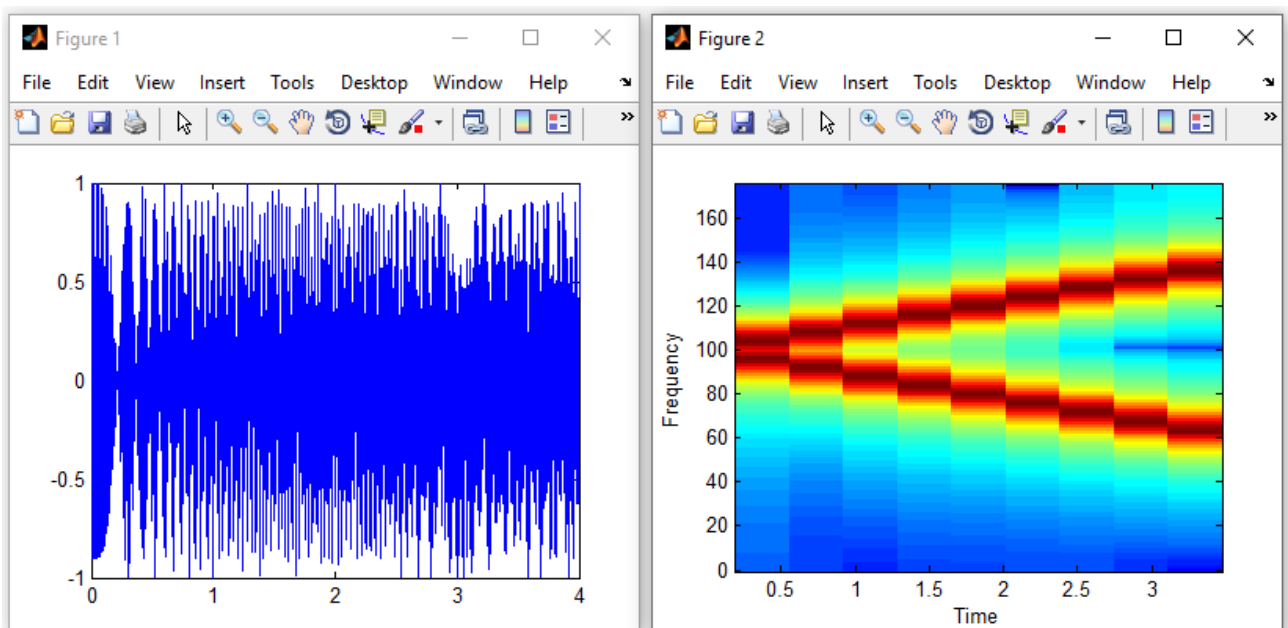 Figure 1
File Edit View Insert Tools Desktop Window Help
1
0.5
0
-0.5
-1
0 1 2 3 4
Figure 2
File Edit View Insert Tools Desktop Window Help
Frequency
160
140
120
100
80
60
40
20
0
0.5 1 1.5 2 2.5 3
Time